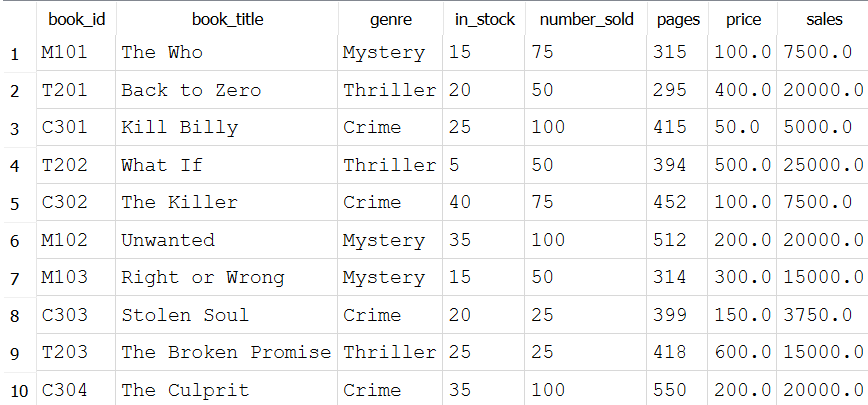 book_id book_title genre in_stock number_sold pages price sales
1 M101 The Who Mystery 15 75 315 100.0 7500.0
2 T201 Back to Zero Thriller 20 50 295 400.0 20000.0
3 C301 Kill Billy Crime 25 100 415 50.0 5000.0
4 T202 What If Thriller 5 50 394 500.0 25000.0
5 C302 The Killer Crime 40 75 452 100.0 7500.0
6 M102 Unwanted Mystery 35 100 512 200.0 20000.0
7 M103 Right or Wrong Mystery 15 50 314 300.0 15000.0
8 C303 Stolen Soul Crime 20 25 399 150.0 3750.0
9 T203 The Broken Promise Thriller 25 25 418 600.0 15000.0
10 C304 The Culprit Crime 35 100 550 200.0 20000.0